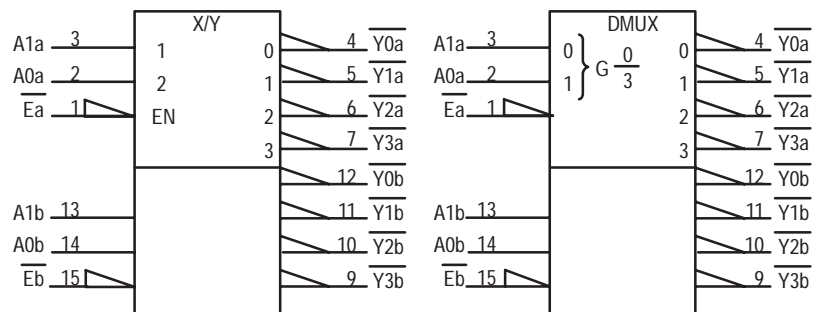 X/Y
A1a 3 1 0 4 Y0a
A0a 2 2 1 5 Y1a
Ea 1 EN 2 6 Y2a
3 7 Y3a
12 Y0b
A1b 13 11 Y1b
A0b 14 10 Y2b
Eb 15 9 Y3b
DMUX
A1a 3 0 } G 0/3 0 4 Y0a
A0a 2 1 1 5 Y1a
Ea 1 2 6 Y2a
3 7 Y3a
12 Y0b
A1b 13 11 Y1b
A0b 14 10 Y2b
Eb 15 9 Y3b